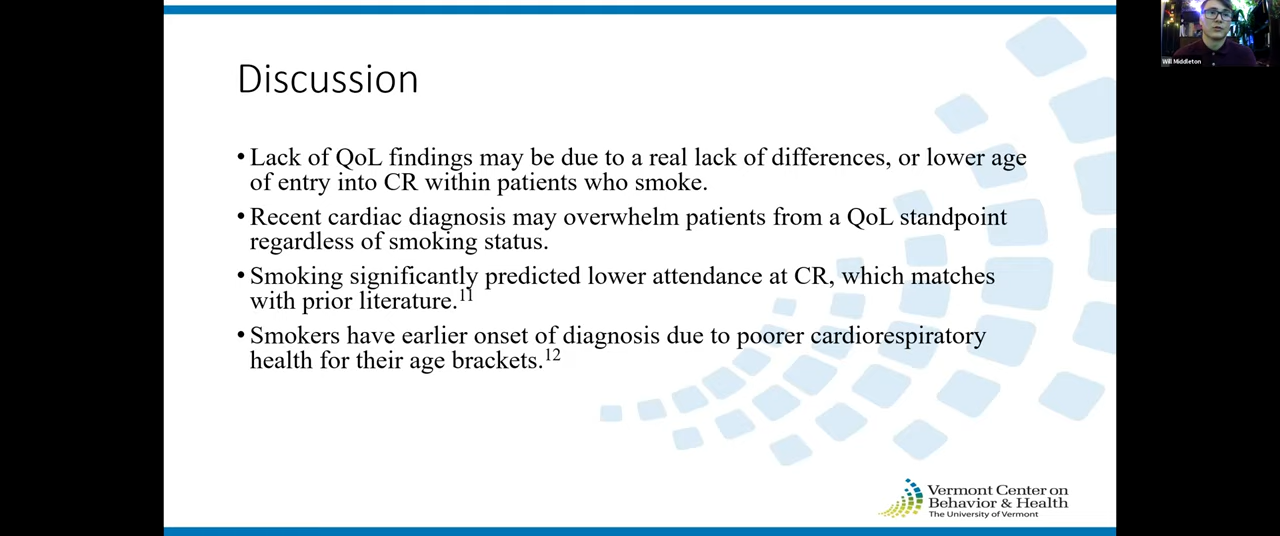 Discussion
• Lack of QoL findings may be due to a real lack of differences, or lower age
of entry into CR within patients who smoke.
• Recent cardiac diagnosis may overwhelm patients from a QoL standpoint
regardless of smoking status.
• Smoking significantly predicted lower attendance at CR, which matches
with prior literature.11
• Smokers have earlier onset of diagnosis due to poorer cardiorespiratory
health for their age brackets.12
Vermont Center on
Behavior & Health
The University of Vermont
Will Middleton